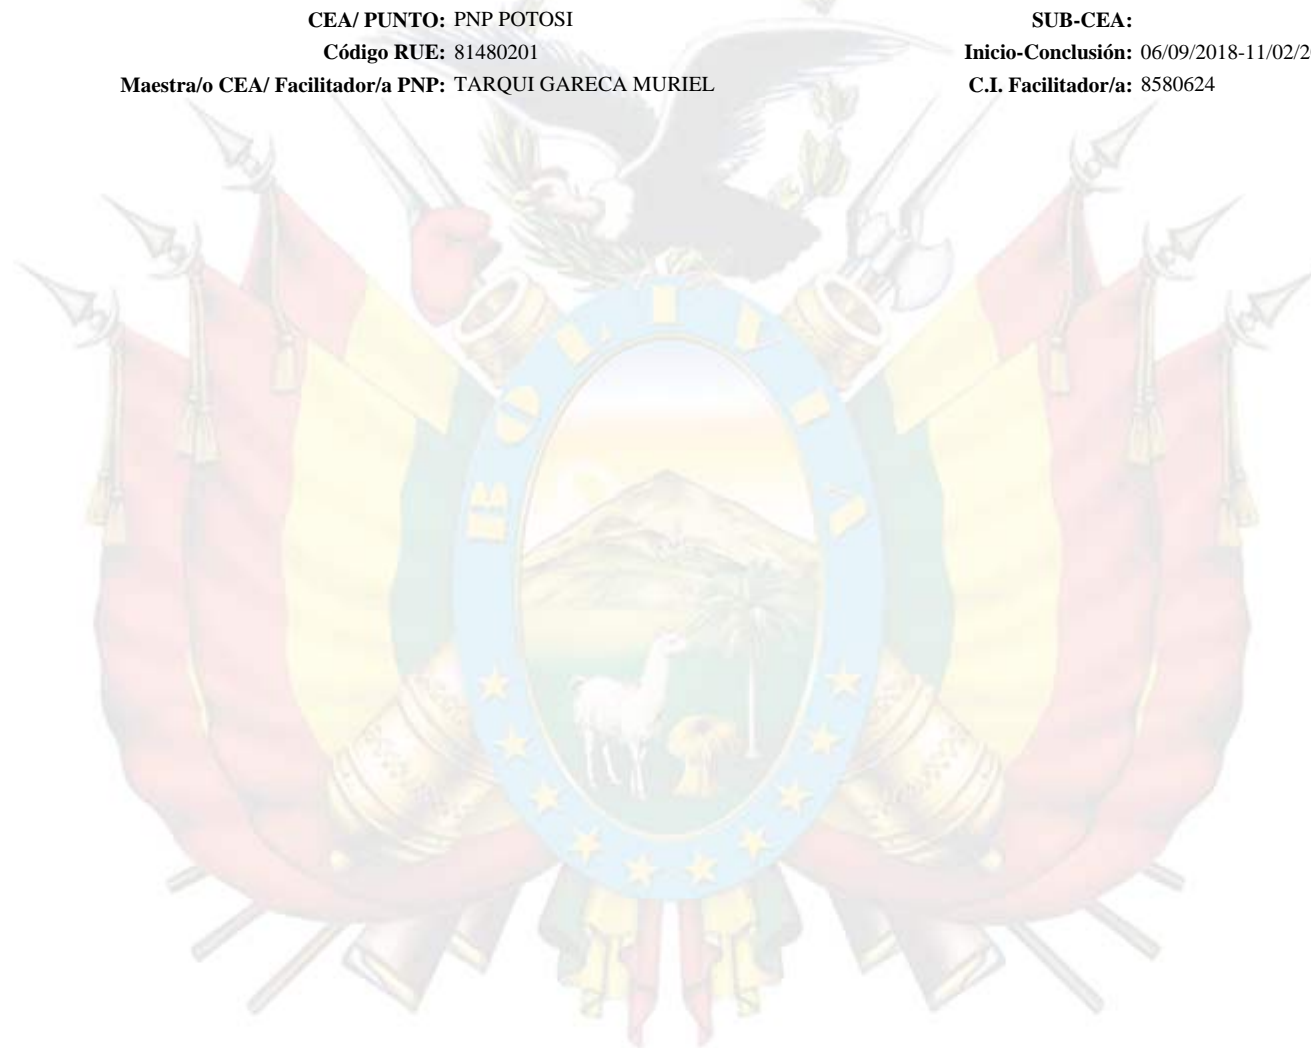 CEA/ PUNTO: PNP POTOSI SUB-CEA:
Código RUE: 81480201 Inicio-Conclusión: 06/09/2018-11/02/2
Maestra/o CEA/ Facilitador/a PNP: TARQUI GARECA MURIEL C.I. Facilitador/a: 8580624
BOLIVIA